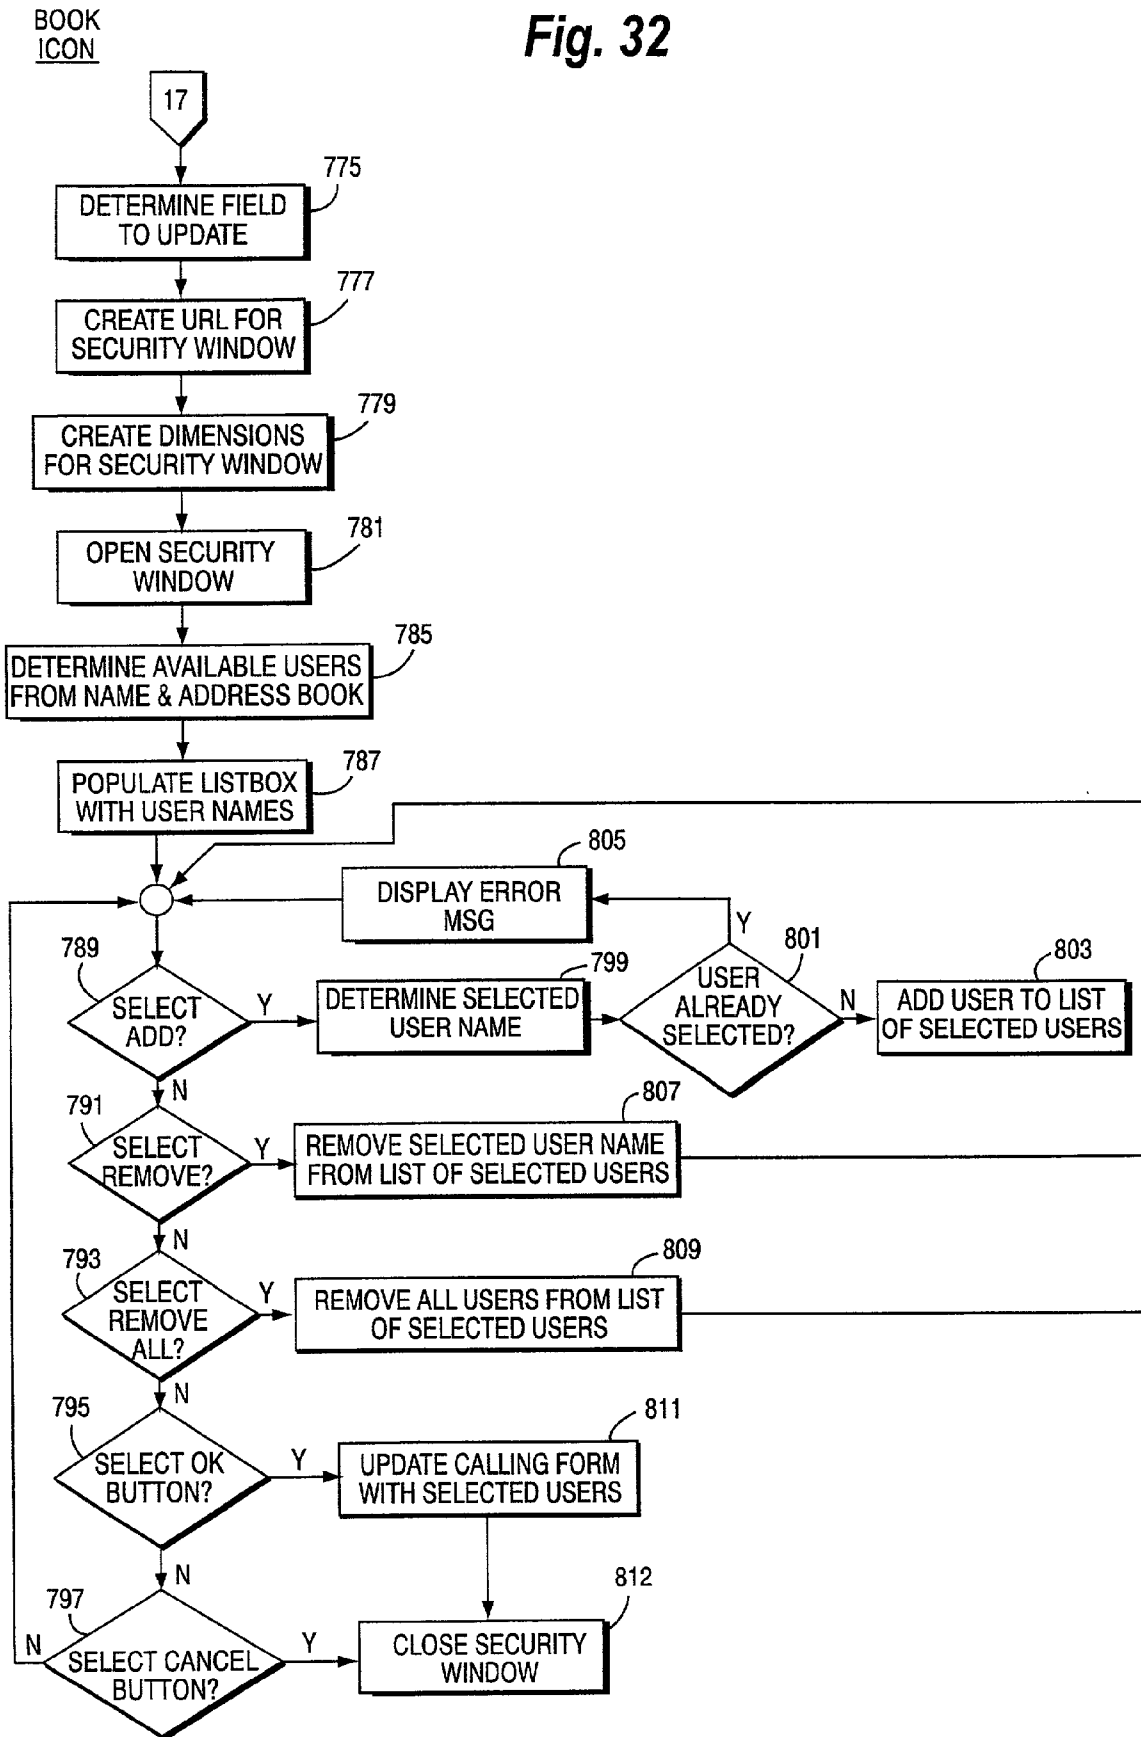 BOOK
ICON
Fig. 32
17
775
DETERMINE FIELD
TO UPDATE
777
CREATE URL FOR
SECURITY WINDOW
779
CREATE DIMENSIONS
FOR SECURITY WINDOW
781
OPEN SECURITY
WINDOW
785
DETERMINE AVAILABLE USERS
FROM NAME & ADDRESS BOOK
787
POPULATE LISTBOX
WITH USER NAMES
805
DISPLAY ERROR
MSG
Y
789
SELECT
ADD?
Y
799
DETERMINE SELECTED
USER NAME
801
USER
ALREADY
SELECTED?
N
803
ADD USER TO LIST
OF SELECTED USERS
N
791
SELECT
REMOVE?
Y
807
REMOVE SELECTED USER NAME
FROM LIST OF SELECTED USERS
N
793
SELECT
REMOVE
ALL?
Y
809
REMOVE ALL USERS FROM LIST
OF SELECTED USERS
N
795
SELECT OK
BUTTON?
Y
811
UPDATE CALLING FORM
WITH SELECTED USERS
N
797
N
SELECT CANCEL
BUTTON?
Y
812
CLOSE SECURITY
WINDOW